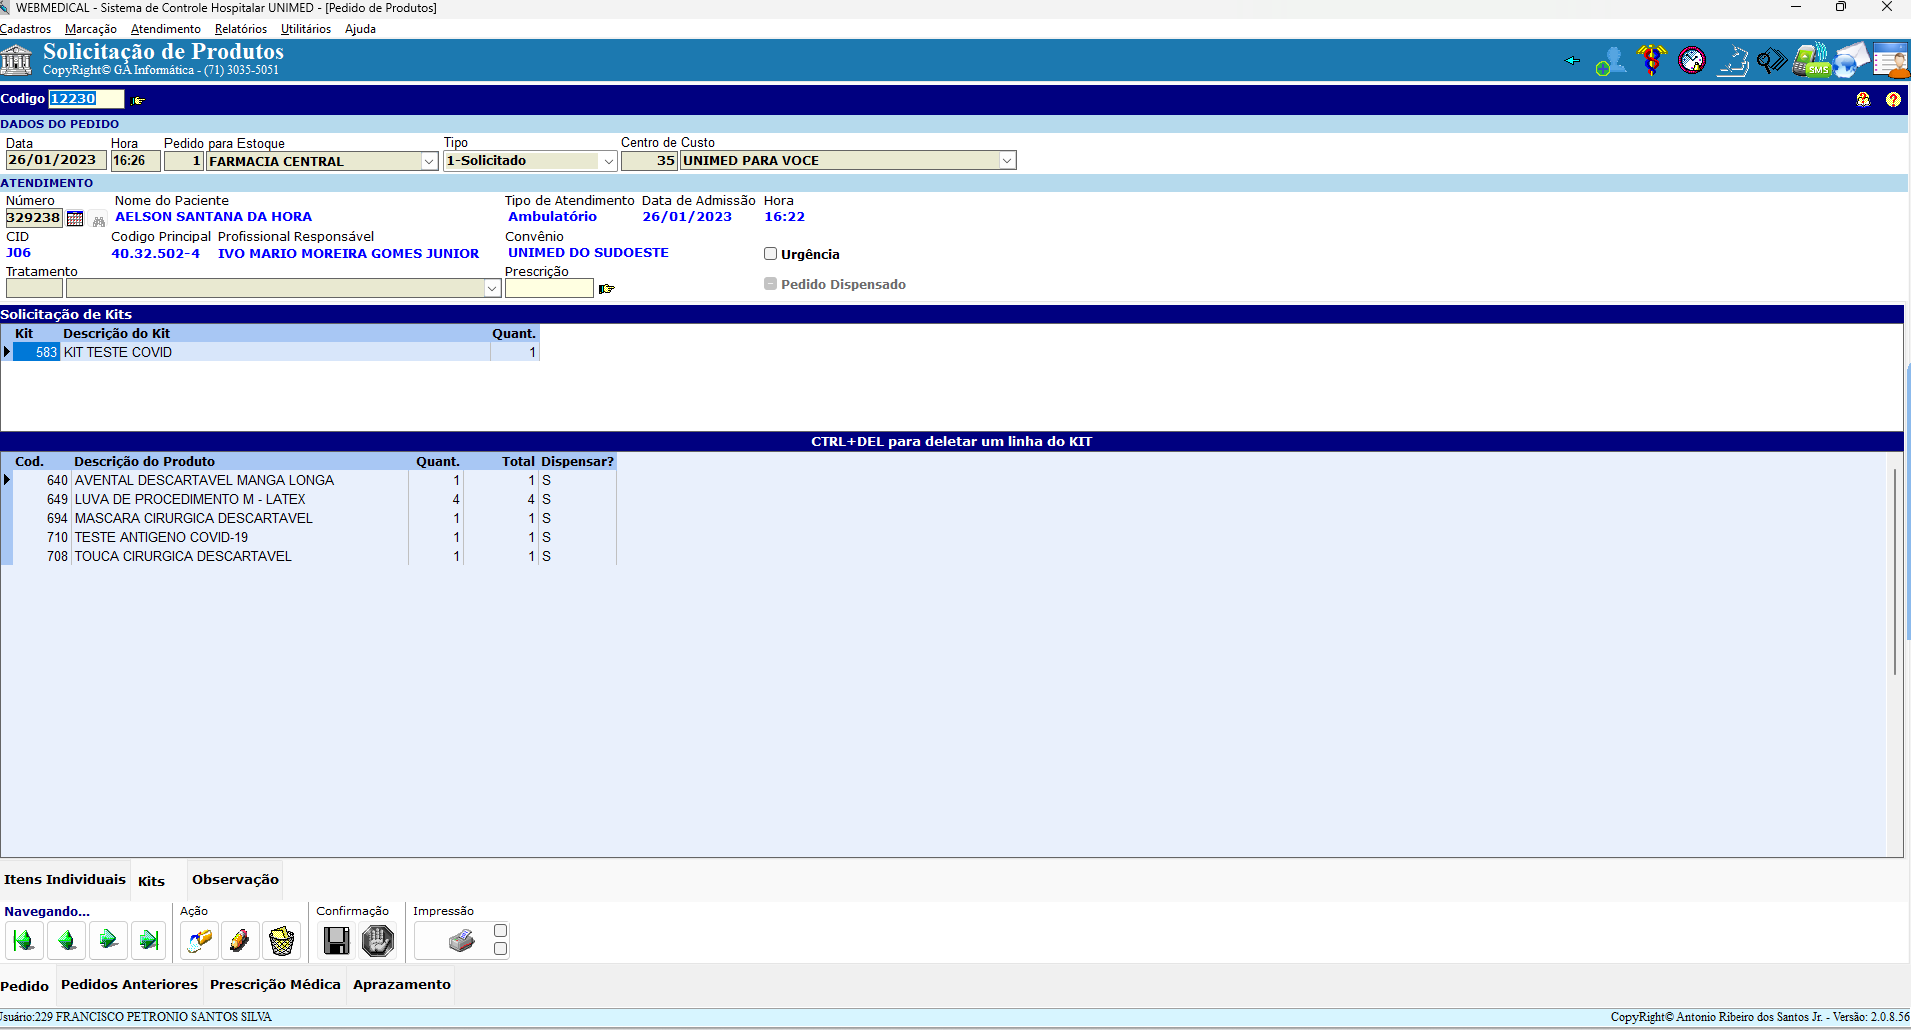 WEBMEDICAL - Sistema de Controle Hospitalar UNIMED - [Pedido de Produtos]
Cadastros Marcação Atendimento Relatórios Utilitários Ajuda
Solicitação de Produtos
CopyRight© GA Informática - (71) 3035-5051
SMS
Codigo 12230
DADOS DO PEDIDO
Data Hora Pedido para Estoque Tipo Centro de Custo
26/01/2023 16:26 1 FARMACIA CENTRAL 1-Solicitado 35 UNIMED PARA VOCE
ATENDIMENTO
Número Nome do Paciente Tipo de Atendimento Data de Admissão Hora
329238 AELSON SANTANA DA HORA Ambulatório 26/01/2023 16:22
CID Codigo Principal Profissional Responsável Convênio
J06 40.32.502-4 IVO MARIO MOREIRA GOMES JUNIOR UNIMED DO SUDOESTE Urgência
Tratamento Prescrição
Pedido Dispensado
Solicitação de Kits
Kit Descrição do Kit Quant.
583 KIT TESTE COVID 1
CTRL+DEL para deletar um linha do KIT
Cod. Descrição do Produto Quant. Total Dispensar?
640 AVENTAL DESCARTAVEL MANGA LONGA 1 1 S
649 LUVA DE PROCEDIMENTO M - LATEX 4 4 S
694 MASCARA CIRURGICA DESCARTAVEL 1 1 S
710 TESTE ANTIGENO COVID-19 1 1 S
708 TOUCA CIRURGICA DESCARTAVEL 1 1 S
Itens Individuais Kits Observação
Navegando... Ação Confirmação Impressão
Pedido Pedidos Anteriores Prescrição Médica Aprazamento
Usuário:229 FRANCISCO PETRONIO SANTOS SILVA CopyRight© Antonio Ribeiro dos Santos Jr. - Versão: 2.0.8.56